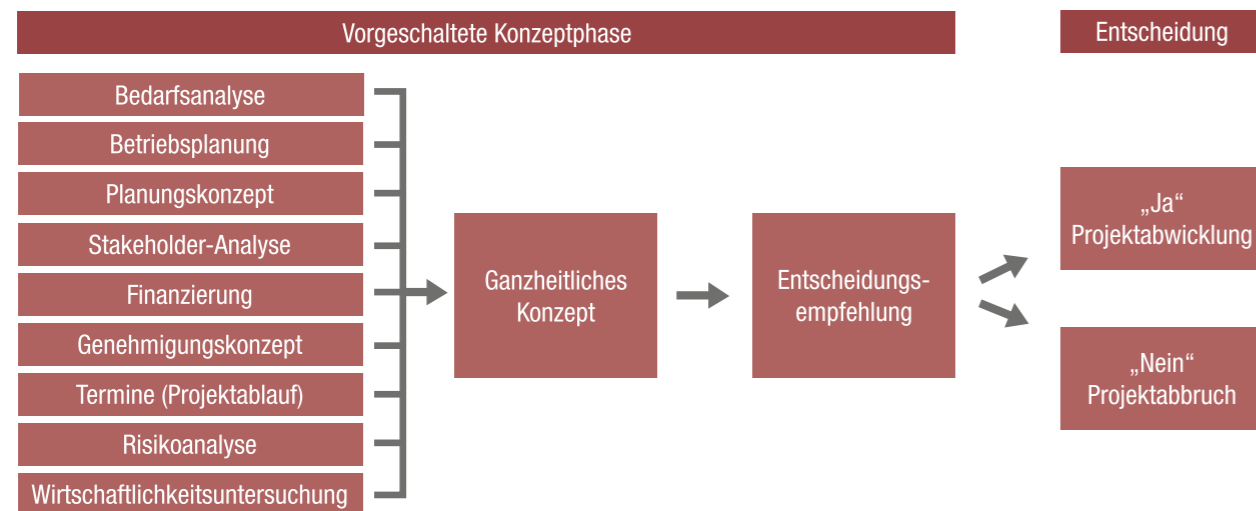 Vorgeschaltete Konzeptphase
Entscheidung
Bedarfsanalyse
Betriebsplanung
Planungskonzept
Stakeholder-Analyse
Finanzierung
Genehmigungskonzept
Termine (Projektablauf)
Risikoanalyse
Wirtschaftlichkeitsuntersuchung
Ganzheitliches
Konzept
Entscheidungs-
empfehlung
„Ja“
Projektabwicklung
„Nein“
Projektabbruch